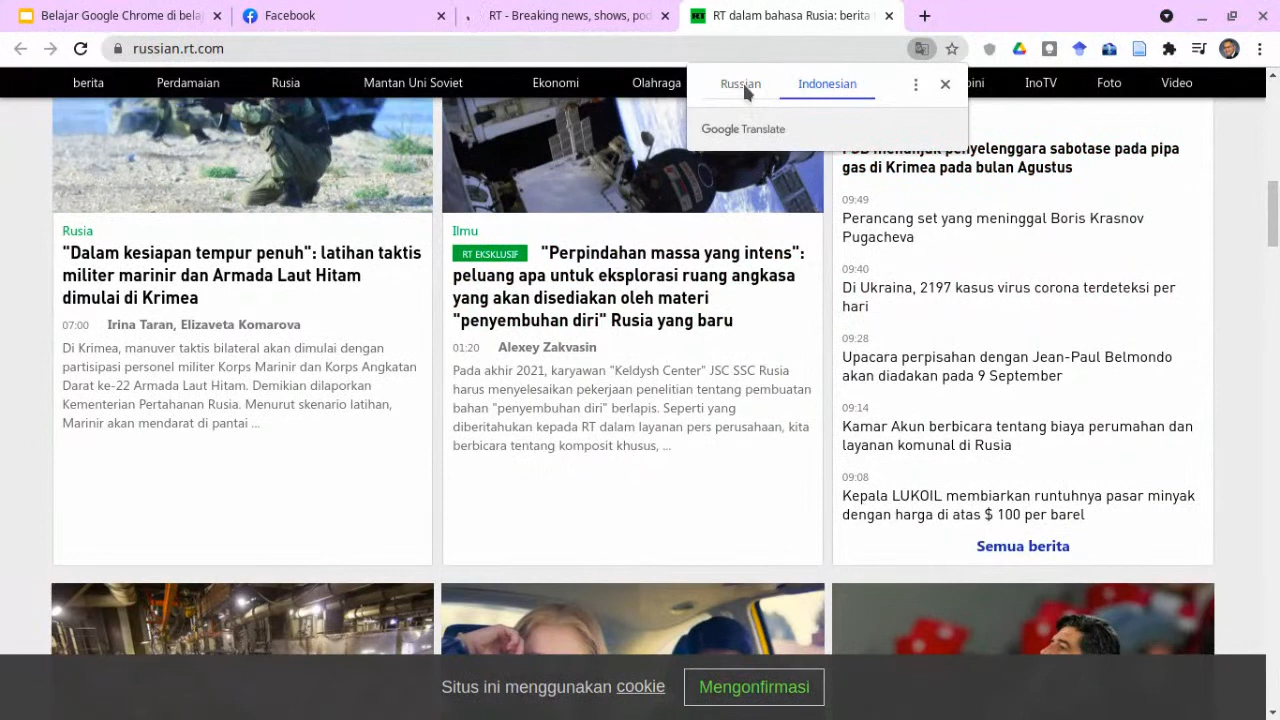 Belajar Google Chrome di belaj
Facebook
RT - Breaking news, shows, pod
RT dalam bahasa Rusia: berita
russian.rt.com
berita
Perdamaian
Rusia
Mantan Uni Soviet
Ekonomi
Olahraga
InoTV
Foto
Video
Russian
Indonesian
Google Translate
Rusia
"Dalam kesiapan tempur penuh": latihan taktis
militer marinir dan Armada Laut Hitam
dimulai di Krimea
07:00 Irina Taran, Elizaveta Komarova
Di Krimea, manuver taktis bilateral akan dimulai dengan
partisipasi personel militer Korps Marinir dan Korps Angkatan
Darat ke-22 Armada Laut Hitam. Demikian dilaporkan
Kementerian Pertahanan Rusia. Menurut skenario latihan,
Marinir akan mendarat di pantai ...
Ilmu
RT EKSKLUSIF "Perpindahan massa yang intens":
peluang apa untuk eksplorasi ruang angkasa
yang akan disediakan oleh materi
"penyembuhan diri" Rusia yang baru
01:20 Alexey Zakvasin
Pada akhir 2021, karyawan "Keldysh Center" JSC SSC Rusia
harus menyelesaikan pekerjaan penelitian tentang pembuatan
bahan "penyembuhan diri" berlapis. Seperti yang
diberitahukan kepada RT dalam layanan pers perusahaan, kita
berbicara tentang komposit khusus, ...
FSB menunjuk penyelenggara sabotase pada pipa
gas di Krimea pada bulan Agustus
09:49
Perancang set yang meninggal Boris Krasnov
Pugacheva
09:40
Di Ukraina, 2197 kasus virus corona terdeteksi per
hari
09:28
Upacara perpisahan dengan Jean-Paul Belmondo
akan diadakan pada 9 September
09:14
Kamar Akun berbicara tentang biaya perumahan dan
layanan komunal di Rusia
09:08
Kepala LUKOIL membiarkan runtuhnya pasar minyak
dengan harga di atas $ 100 per barel
Semua berita
Situs ini menggunakan cookie
Mengonfirmasi